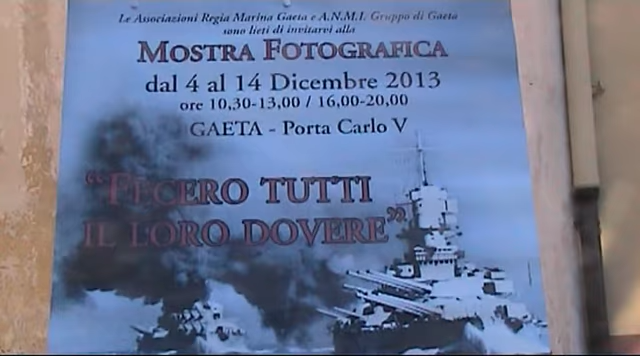 Le Associazioni Regia Marina Gaeta e A.N.M.I. Gruppo di Gaeta
sono lieti di invitarvi alla
MOSTRA FOTOGRAFICA
dal 4 al 14 Dicembre 2013
ore 10,30-13,00 / 16,00-20,00
GAETA - Porta Carlo V
“FECERO TUTTI
IL LORO DOVERE”